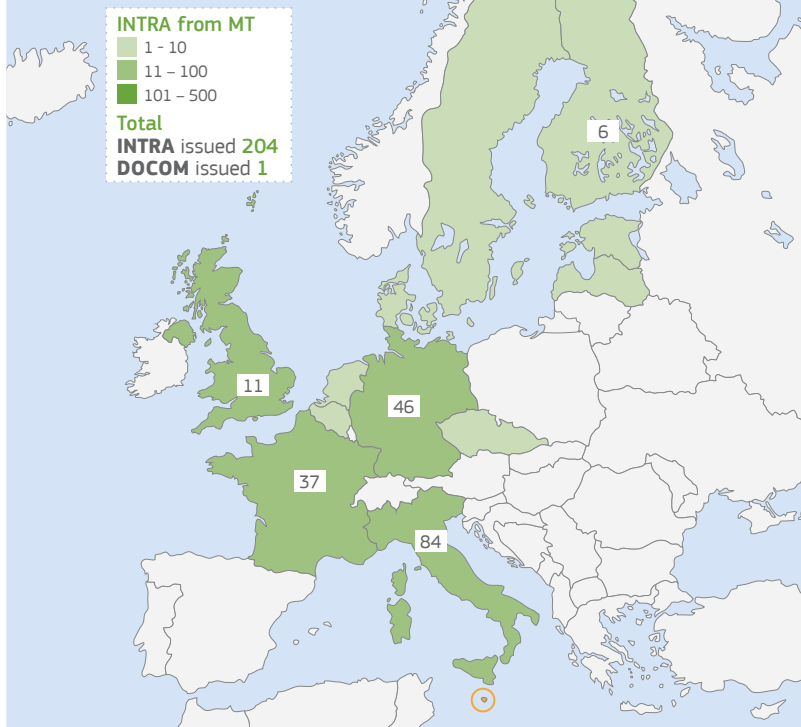 INTRA from MT
1 - 10
11 – 100
101 – 500
Total
INTRA issued 204
DOCOM issued 1
6
11
46
37
84